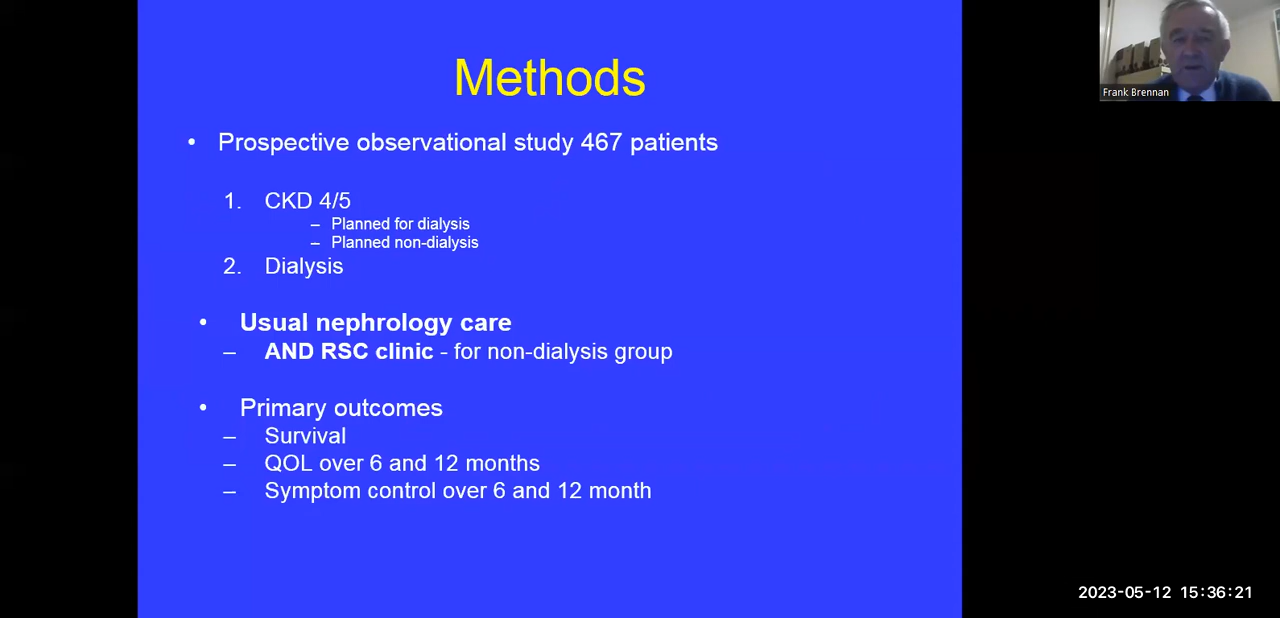 Methods
• Prospective observational study 467 patients
1. CKD 4/5
– Planned for dialysis
– Planned non-dialysis
2. Dialysis
• Usual nephrology care
– AND RSC clinic - for non-dialysis group
• Primary outcomes
– Survival
– QOL over 6 and 12 months
– Symptom control over 6 and 12 month
Frank Brennan
2023-05-12 15:36:21